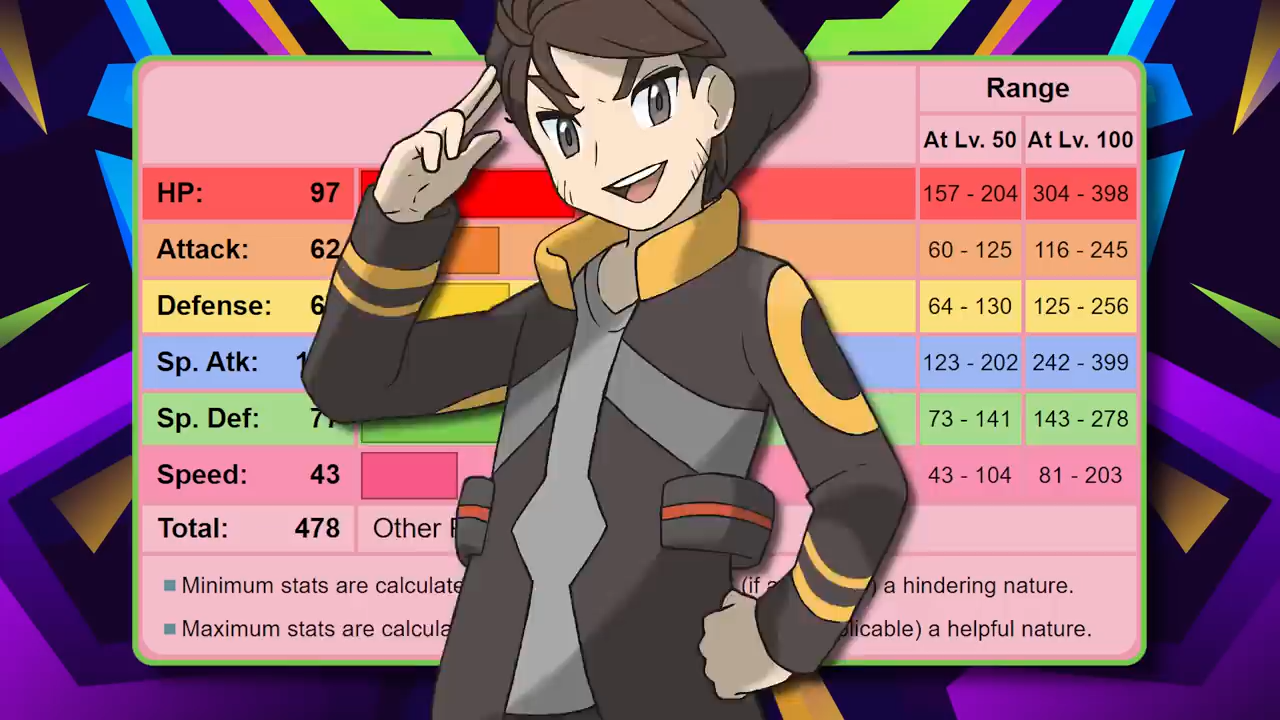 Range
At Lv. 50 At Lv. 100
HP: 97 157 - 204 304 - 398
Attack: 62 60 - 125 116 - 245
Defense: 64 - 130 125 - 256
Sp. Atk: 123 - 202 242 - 399
Sp. Def: 73 - 141 143 - 278
Speed: 43 43 - 104 81 - 203
Total: 478 Other
Minimum stats are (if a hindering nature.
Maximum stats are a helpful nature.